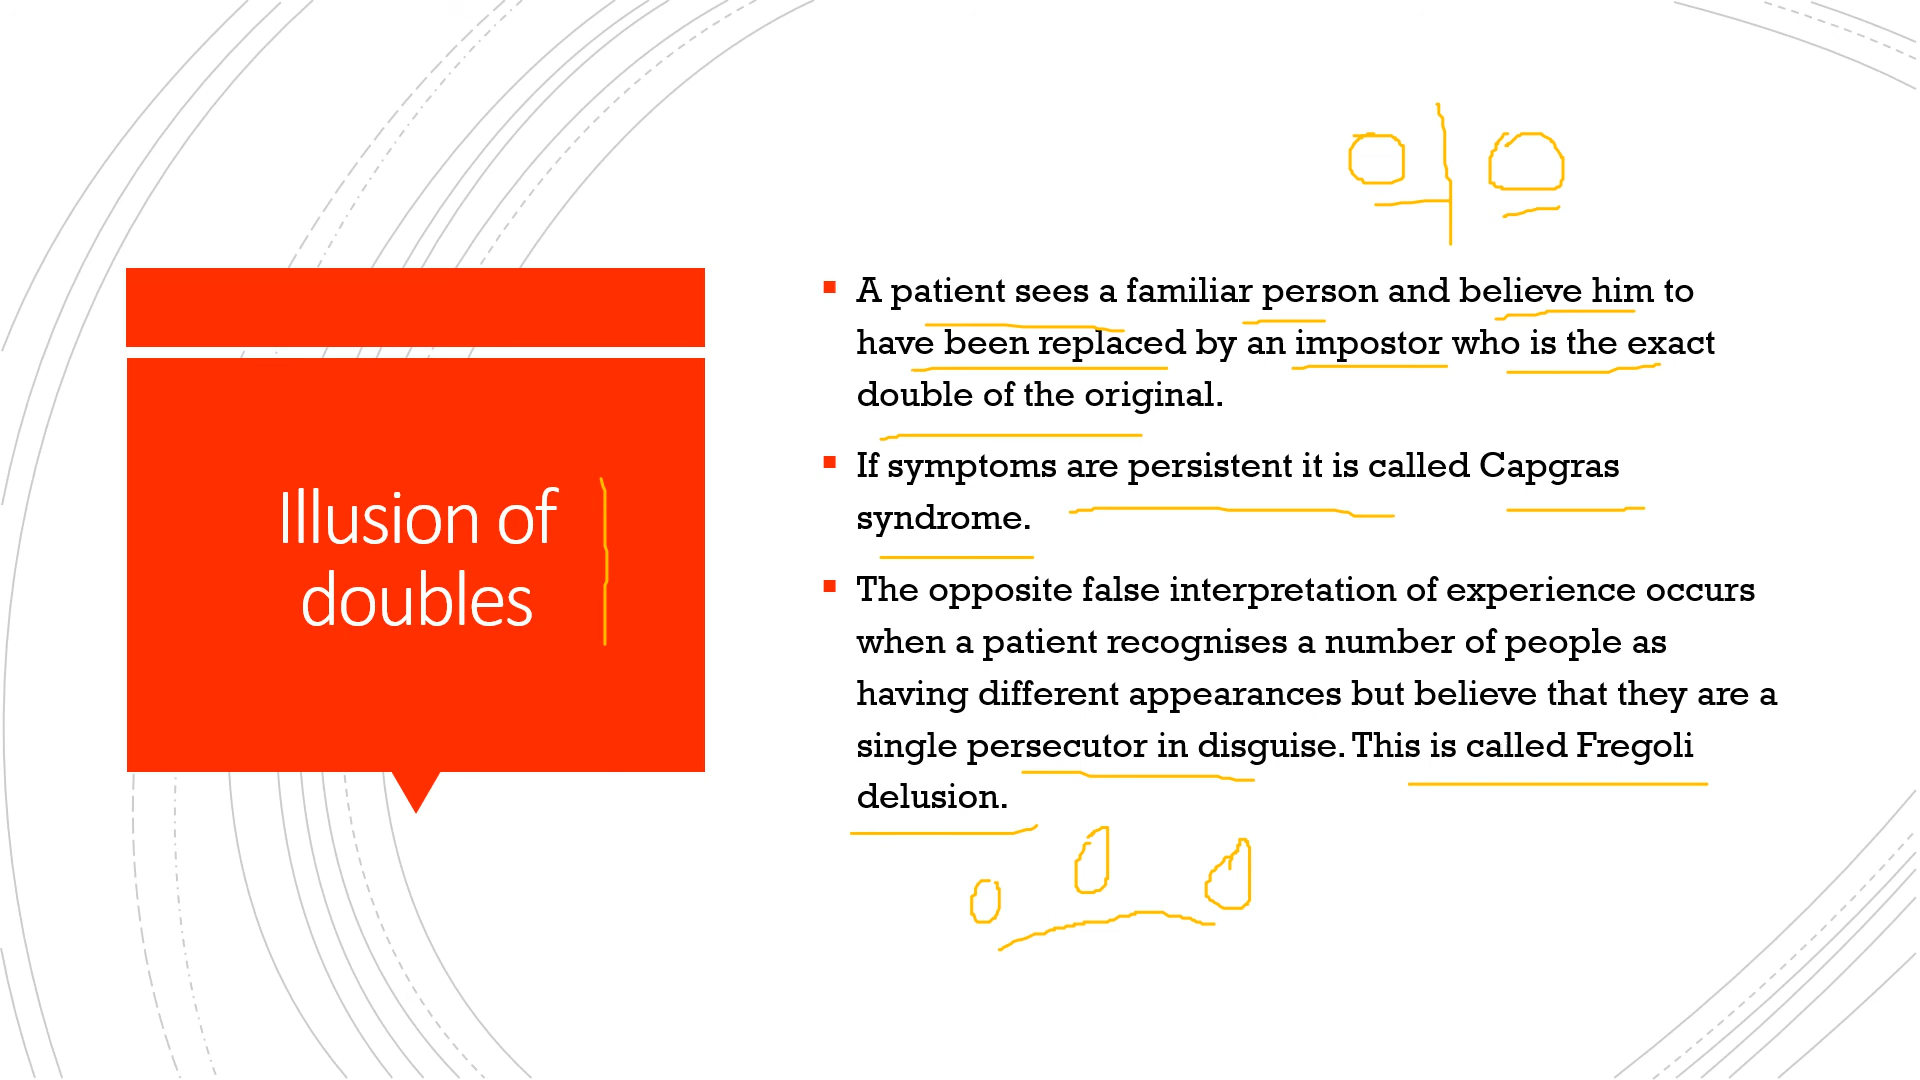 Illusion of
doubles
A patient sees a familiar person and believe him to
have been replaced by an impostor who is the exact
double of the original.
If symptoms are persistent it is called Capgras
syndrome.
The opposite false interpretation of experience occurs
when a patient recognises a number of people as
having different appearances but believe that they are a
single persecutor in disguise. This is called Fregoli
delusion.